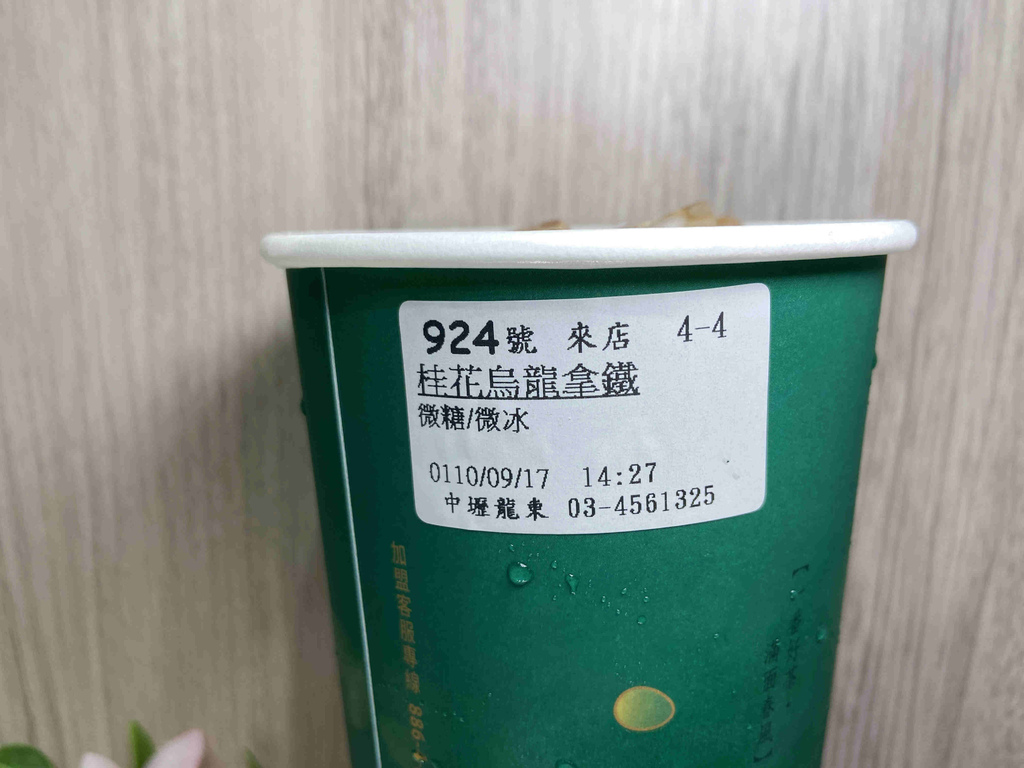 924號 來店 4-4
桂花烏龍拿鐵
微糖/微冰
0110/09/17 14:27
中壢龍東 03-4561325
加盟客服專線 886-